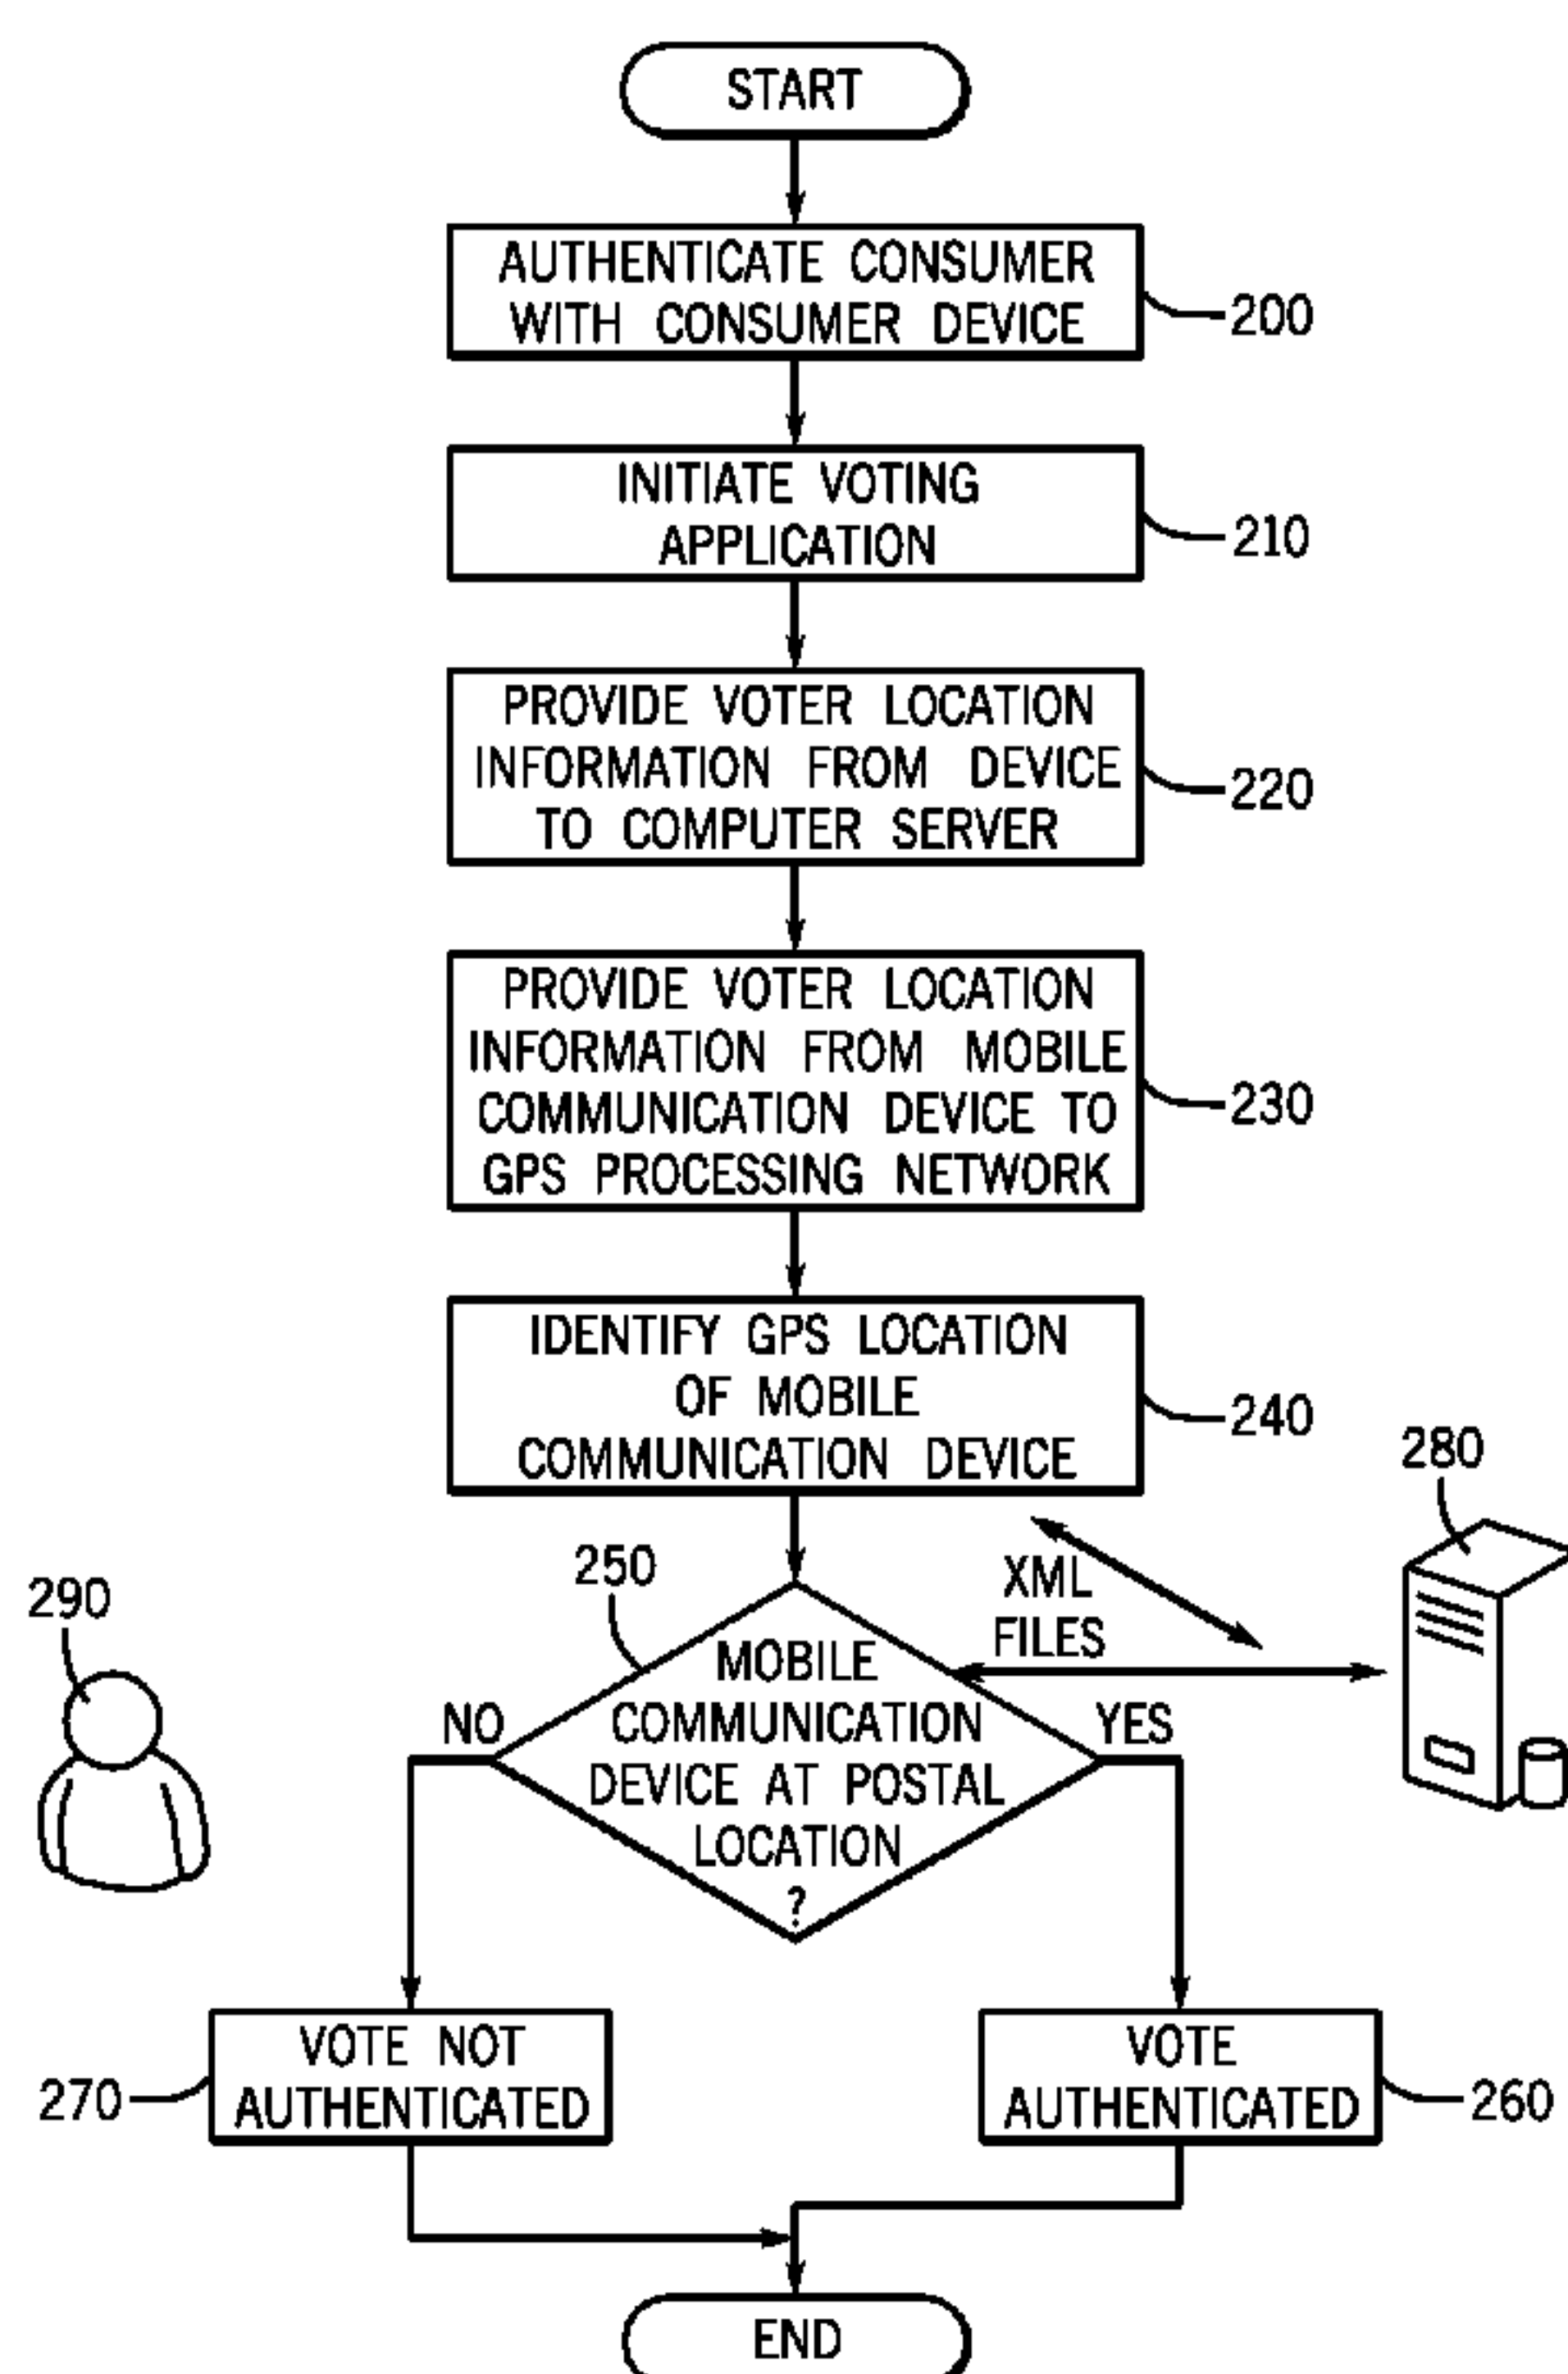 START
AUTHENTICATE CONSUMER
WITH CONSUMER DEVICE
200
INITIATE VOTING
APPLICATION
210
PROVIDE VOTER LOCATION
INFORMATION FROM DEVICE
TO COMPUTER SERVER
220
PROVIDE VOTER LOCATION
INFORMATION FROM MOBILE
COMMUNICATION DEVICE TO
GPS PROCESSING NETWORK
230
IDENTIFY GPS LOCATION
OF MOBILE
COMMUNICATION DEVICE
240
280
250
XML
FILES
290
MOBILE
COMMUNICATION
DEVICE AT POSTAL
LOCATION
?
NO
YES
VOTE NOT
AUTHENTICATED
270
VOTE
AUTHENTICATED
260
END